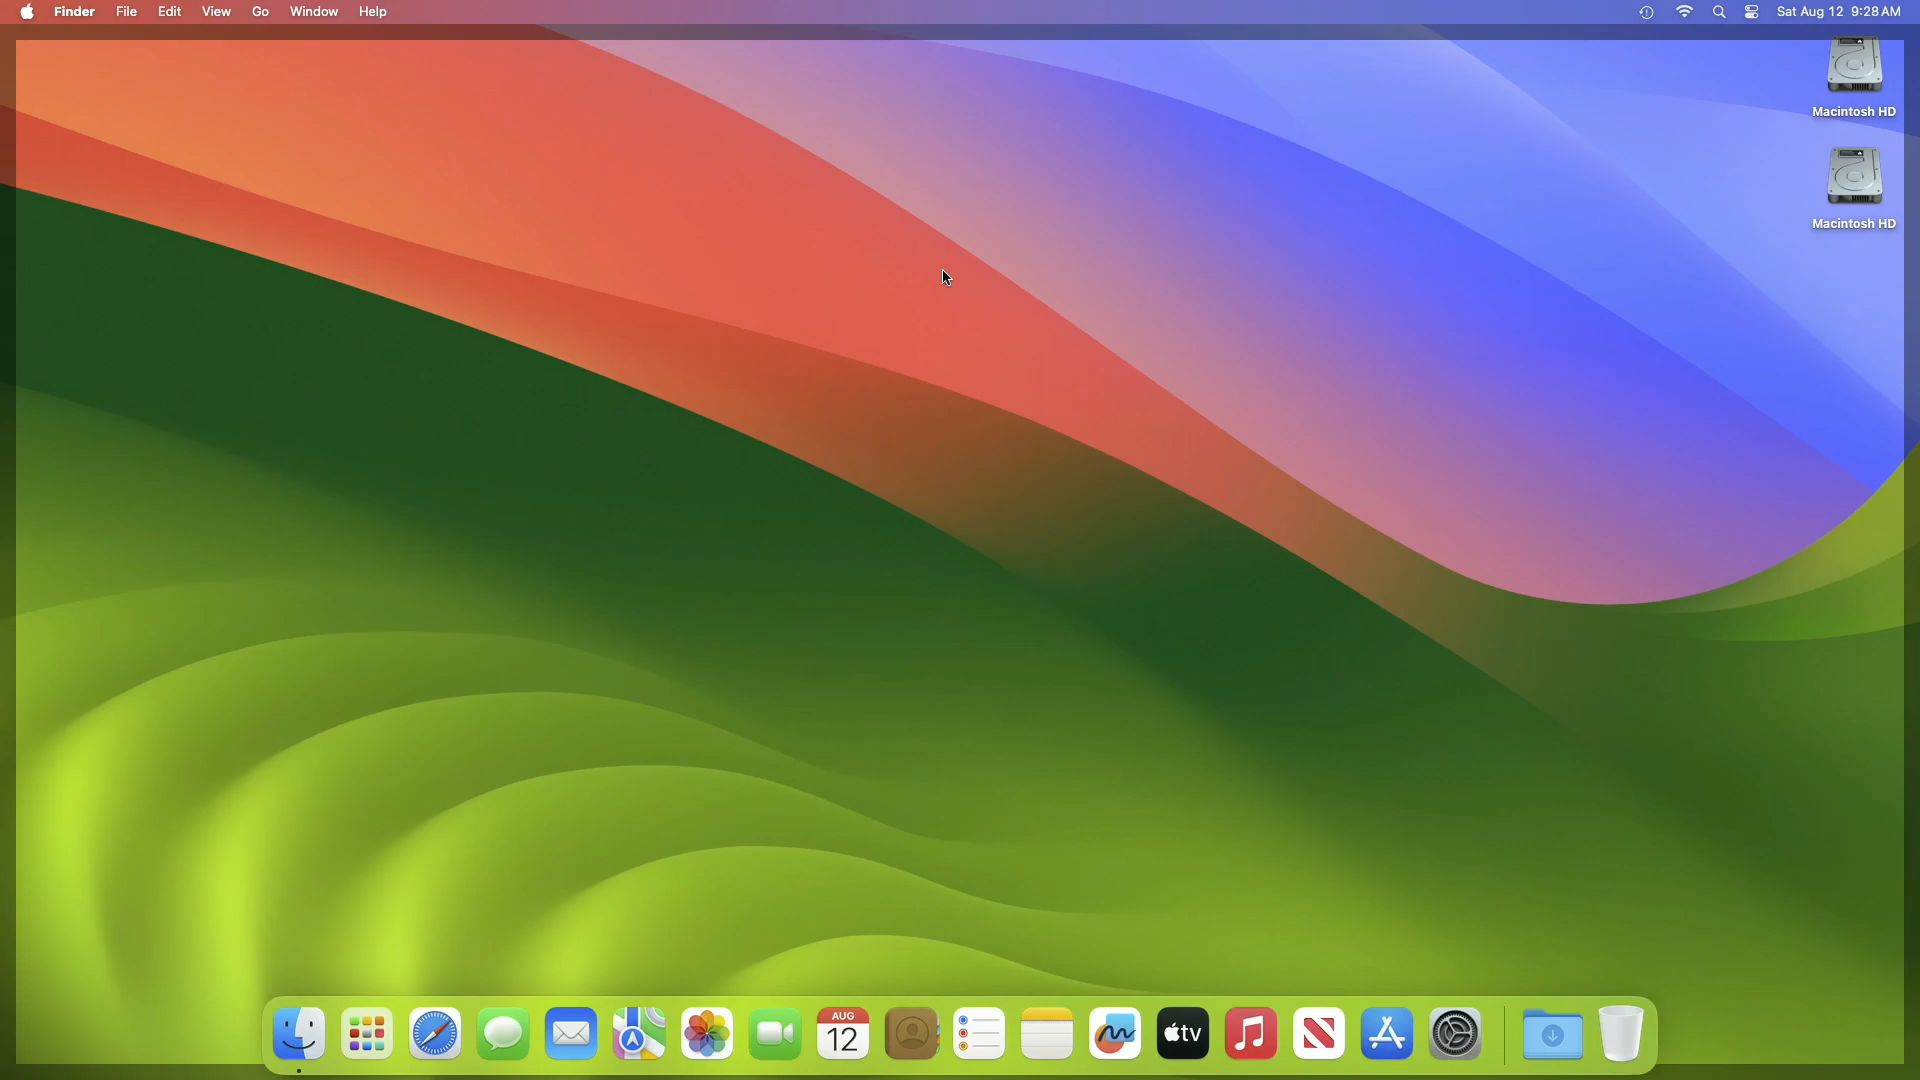 Finder File Edit View Go Window Help Sat Aug 12 9:28 AM
Macintosh HD
Macintosh HD
AUG
12
tv